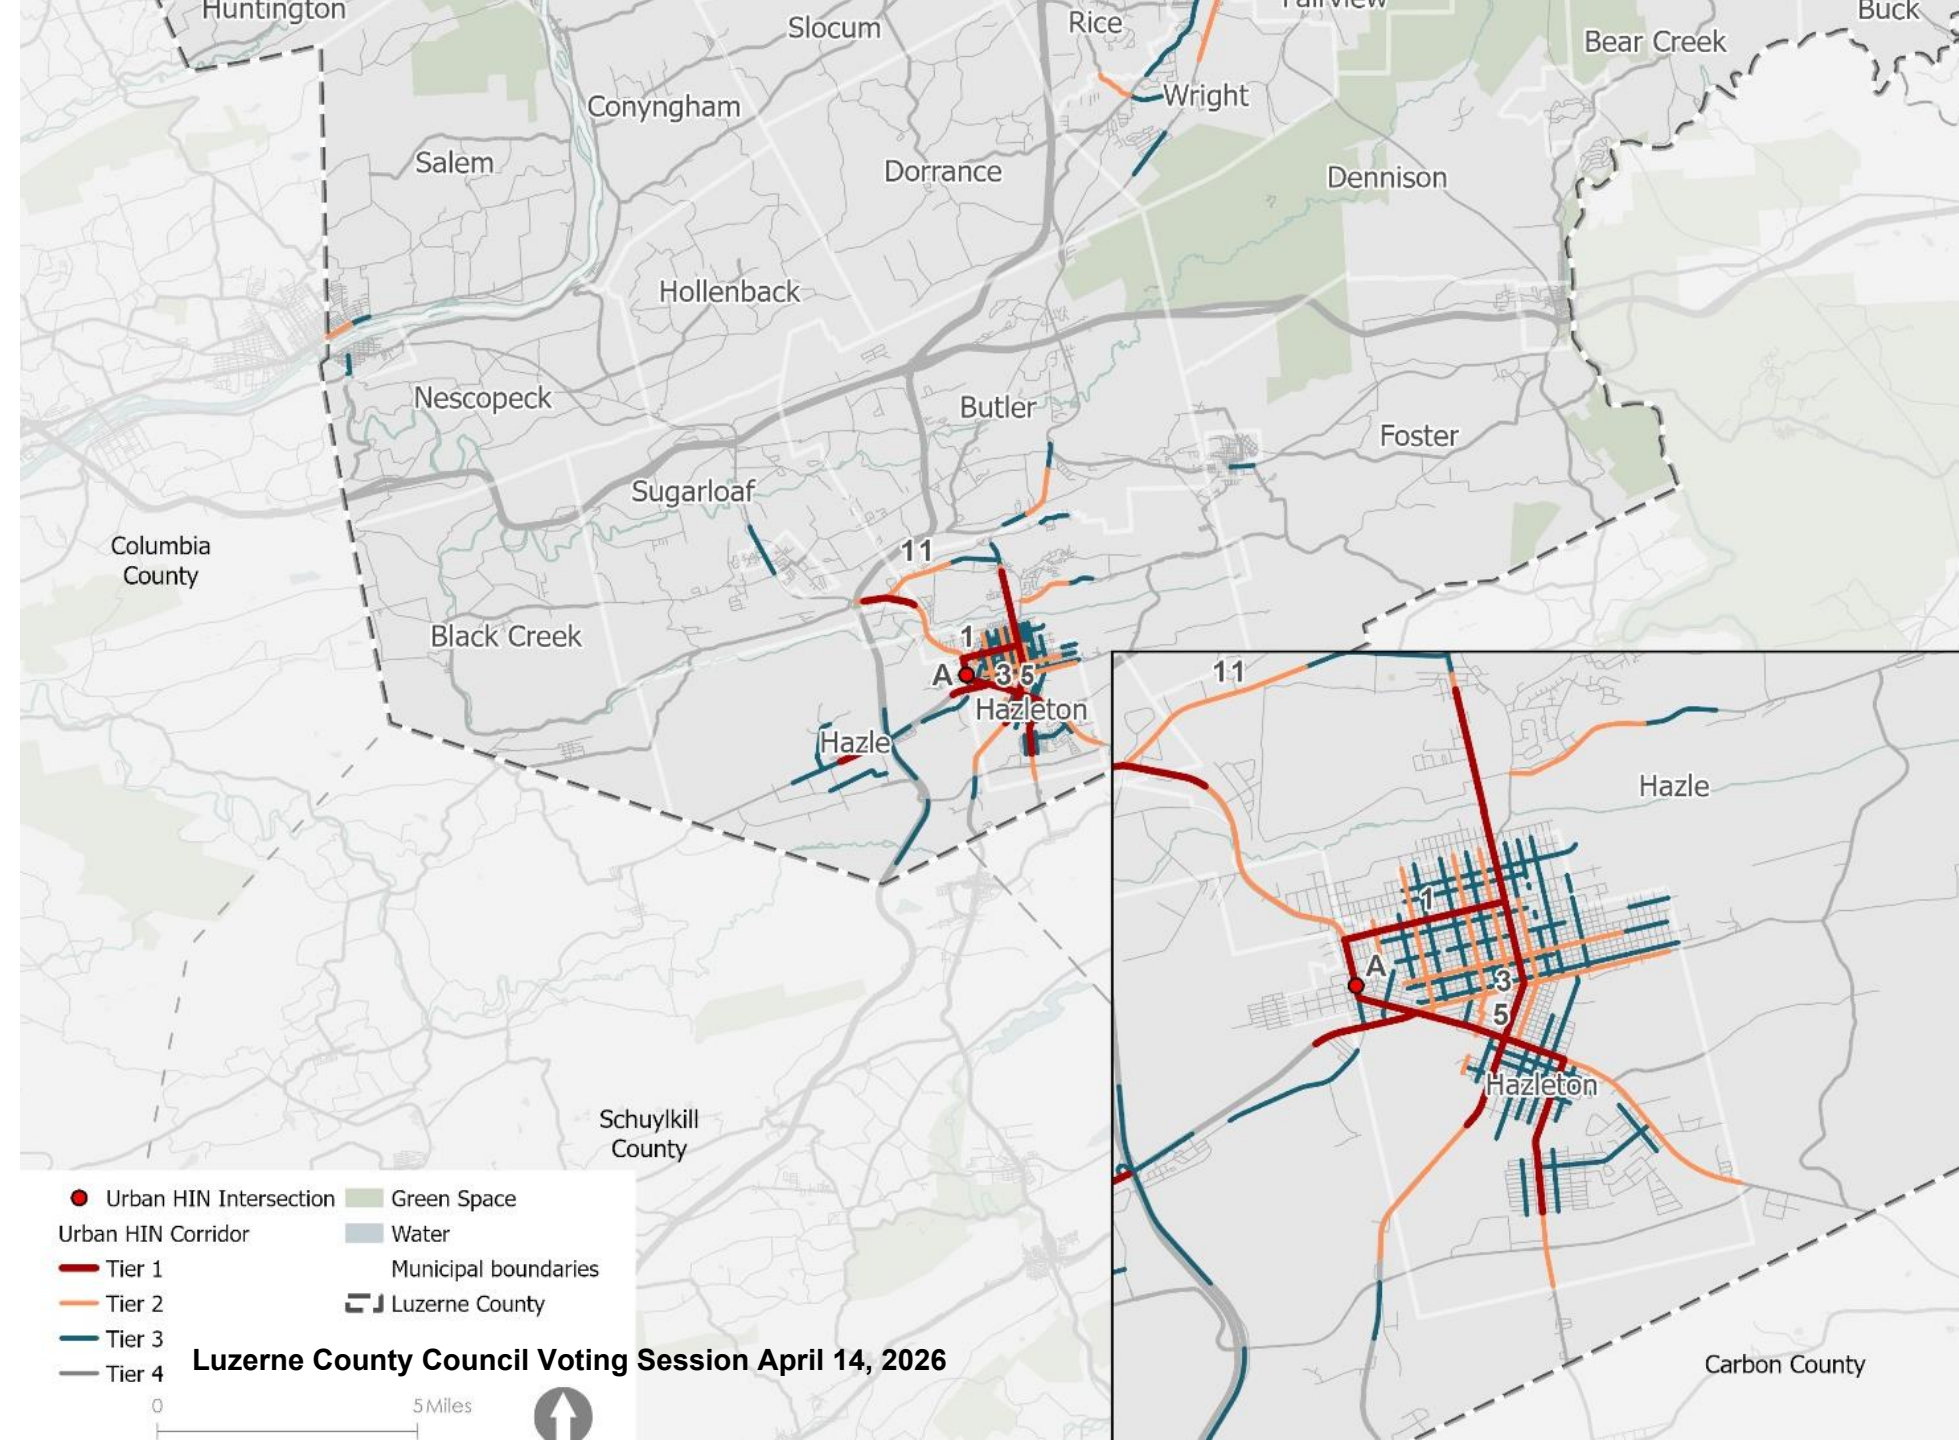 Huntington
Slocum
Rice
Fairview
Buck
Bear Creek
Conyngham
Wright
Salem
Dorrance
Dennison
Hollenback
Nescopeck
Butler
Foster
Sugarloaf
Columbia
County
11
Black Creek
1
A
3
5
Hazleton
Hazle
11
Hazle
1
A
3
5
Hazleton
Schuylkill
County
Carbon County
Urban HIN Intersection
Urban HIN Corridor
Tier 1
Tier 2
Tier 3
Tier 4
Green Space
Water
Municipal boundaries
Luzerne County
Luzerne County Council Voting Session April 14, 2026
0
5 Miles